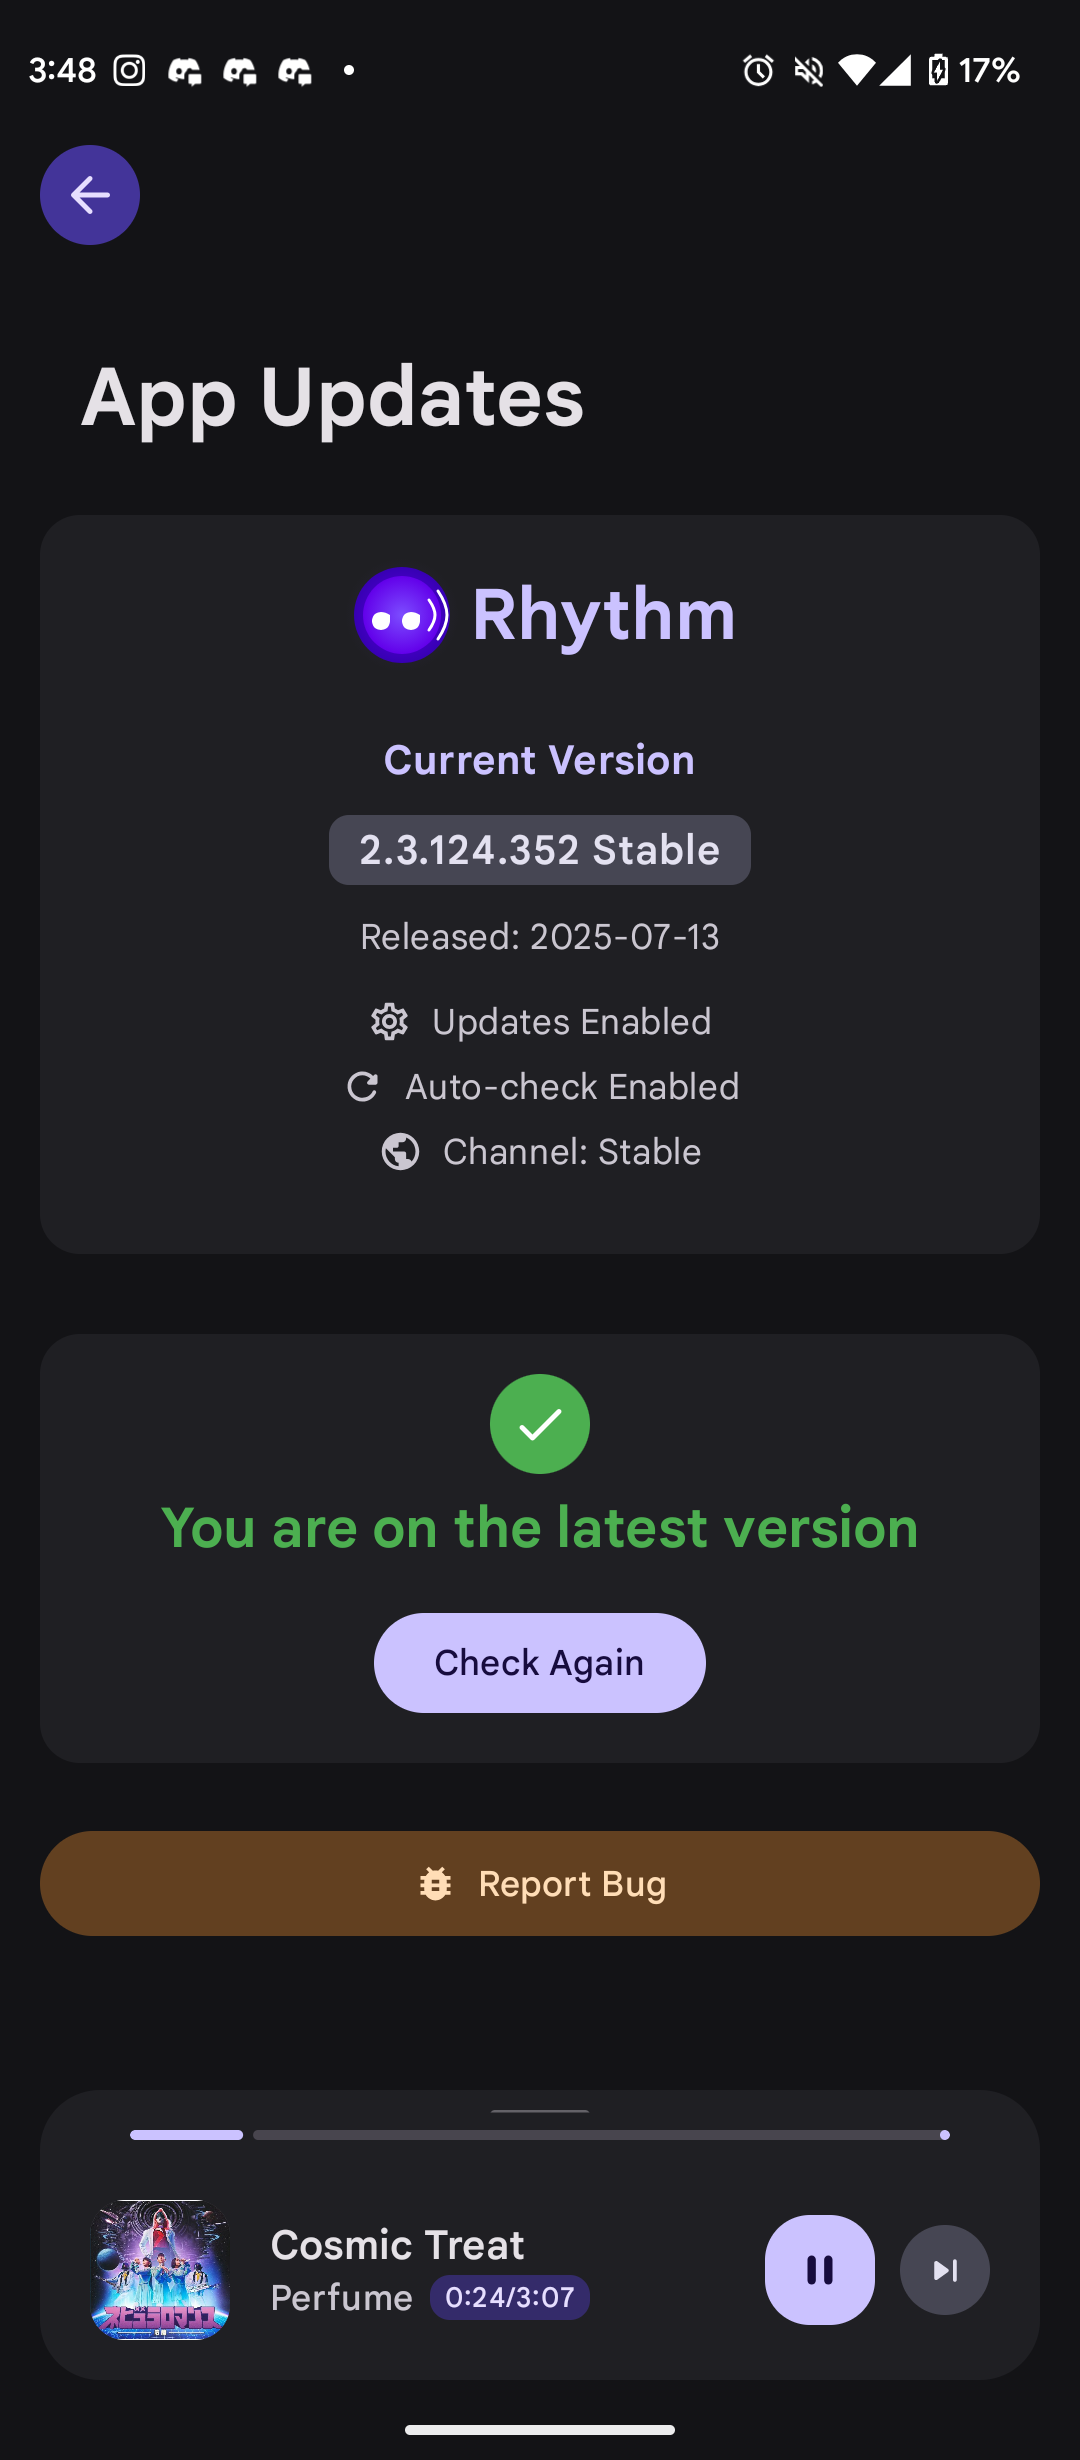 3:48
17%
App Updates
Rhythm
Current Version
2.3.124.352 Stable
Released: 2025-07-13
Updates Enabled
Auto-check Enabled
Channel: Stable
You are on the latest version
Check Again
Report Bug
Cosmic Treat
Perfume 0:24/3:07